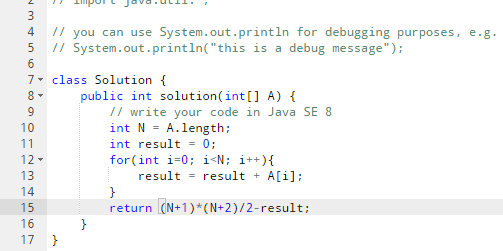 2 // import java.util.*;
3
4 // you can use System.out.println for debugging purposes, e.g.
5 // System.out.println("this is a debug message");
6
7 class Solution {
8 public int solution(int[] A) {
9 // write your code in Java SE 8
10 int N = A.length;
11 int result = 0;
12 for(int i=0; i<N; i++){
13 result = result + A[i];
14 }
15 return (N+1)*(N+2)/2-result;
16 }
17 }